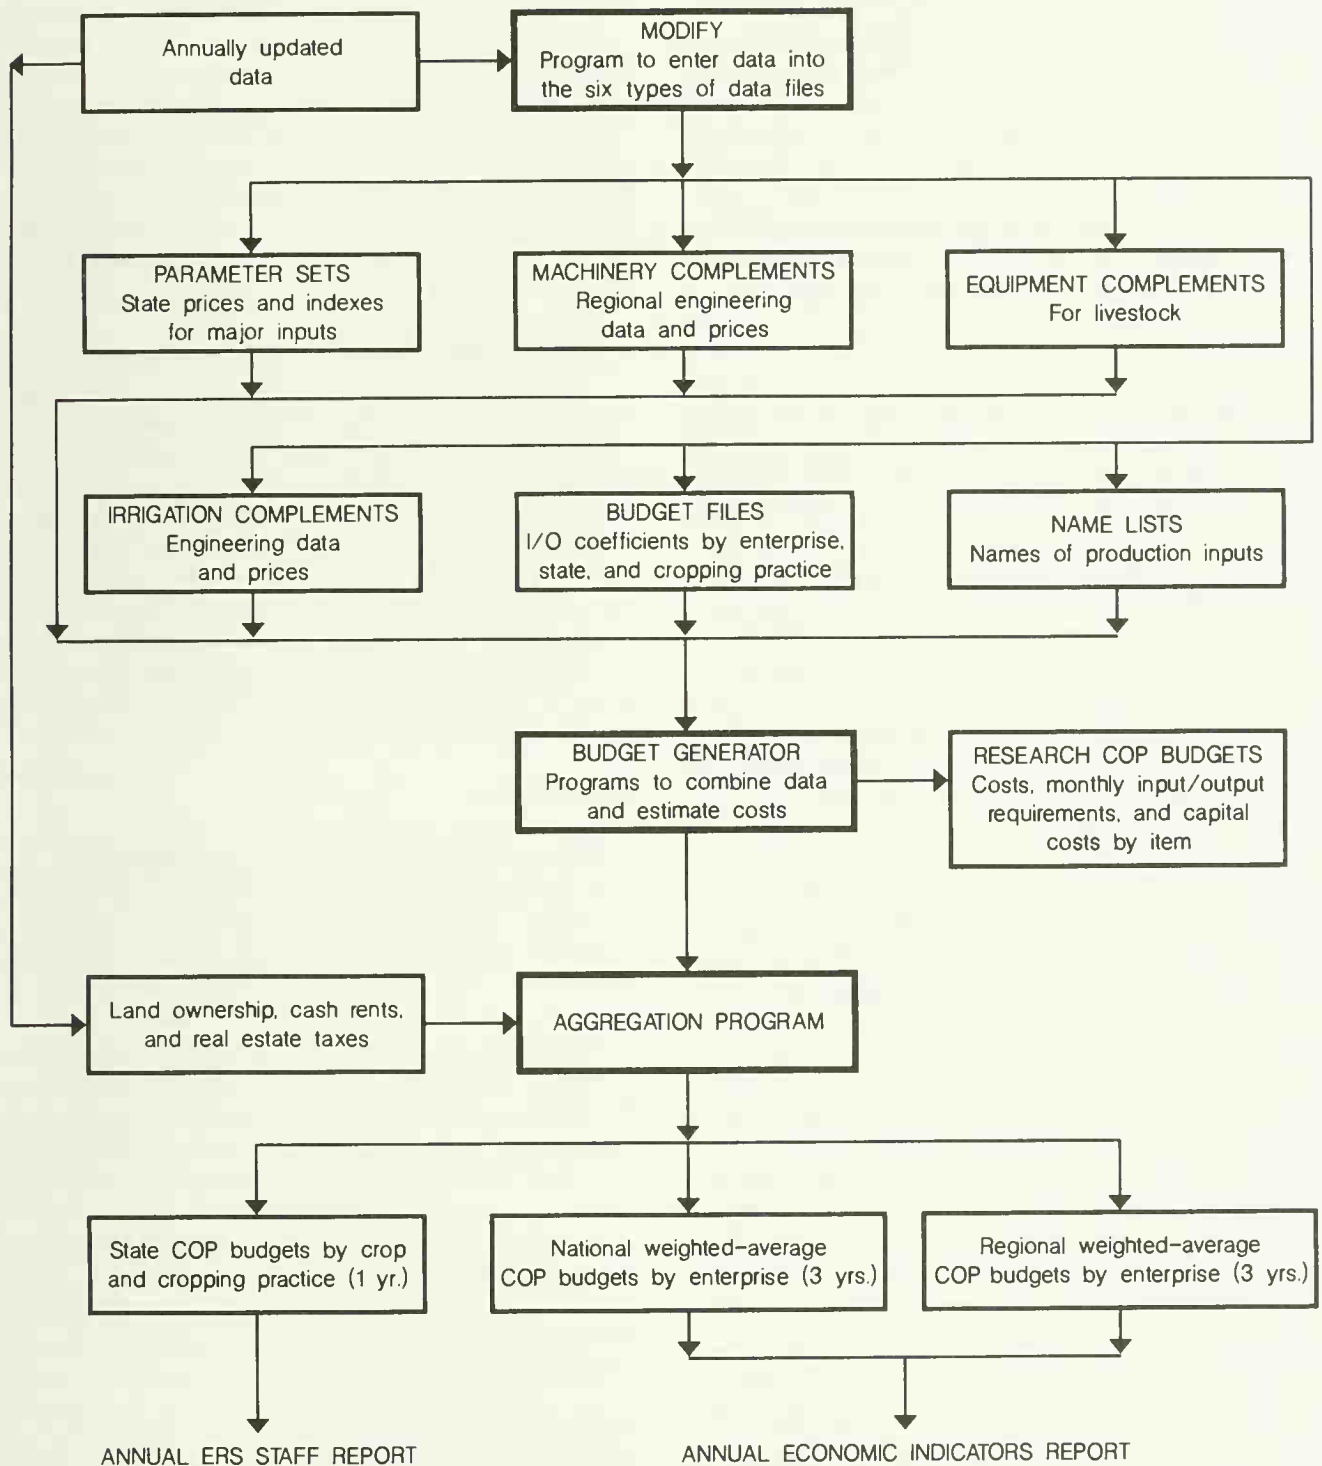 Annually updated
data
MODIFY
Program to enter data into
the six types of data files
PARAMETER SETS
State prices and indexes
for major inputs
MACHINERY COMPLEMENTS
Regional engineering
data and prices
EQUIPMENT COMPLEMENTS
For livestock
IRRIGATION COMPLEMENTS
Engineering data
and prices
BUDGET FILES
I/O coefficients by enterprise,
state, and cropping practice
NAME LISTS
Names of production inputs
BUDGET GENERATOR
Programs to combine data
and estimate costs
RESEARCH COP BUDGETS
Costs, monthly input/output
requirements, and capital
costs by item
Land ownership, cash rents,
and real estate taxes
AGGREGATION PROGRAM
State COP budgets by crop
and cropping practice (1 yr.)
National weighted-average
COP budgets by enterprise (3 yrs.)
Regional weighted-average
COP budgets by enterprise (3 yrs.)
ANNUAL ERS STAFF REPORT
ANNUAL ECONOMIC INDICATORS REPORT